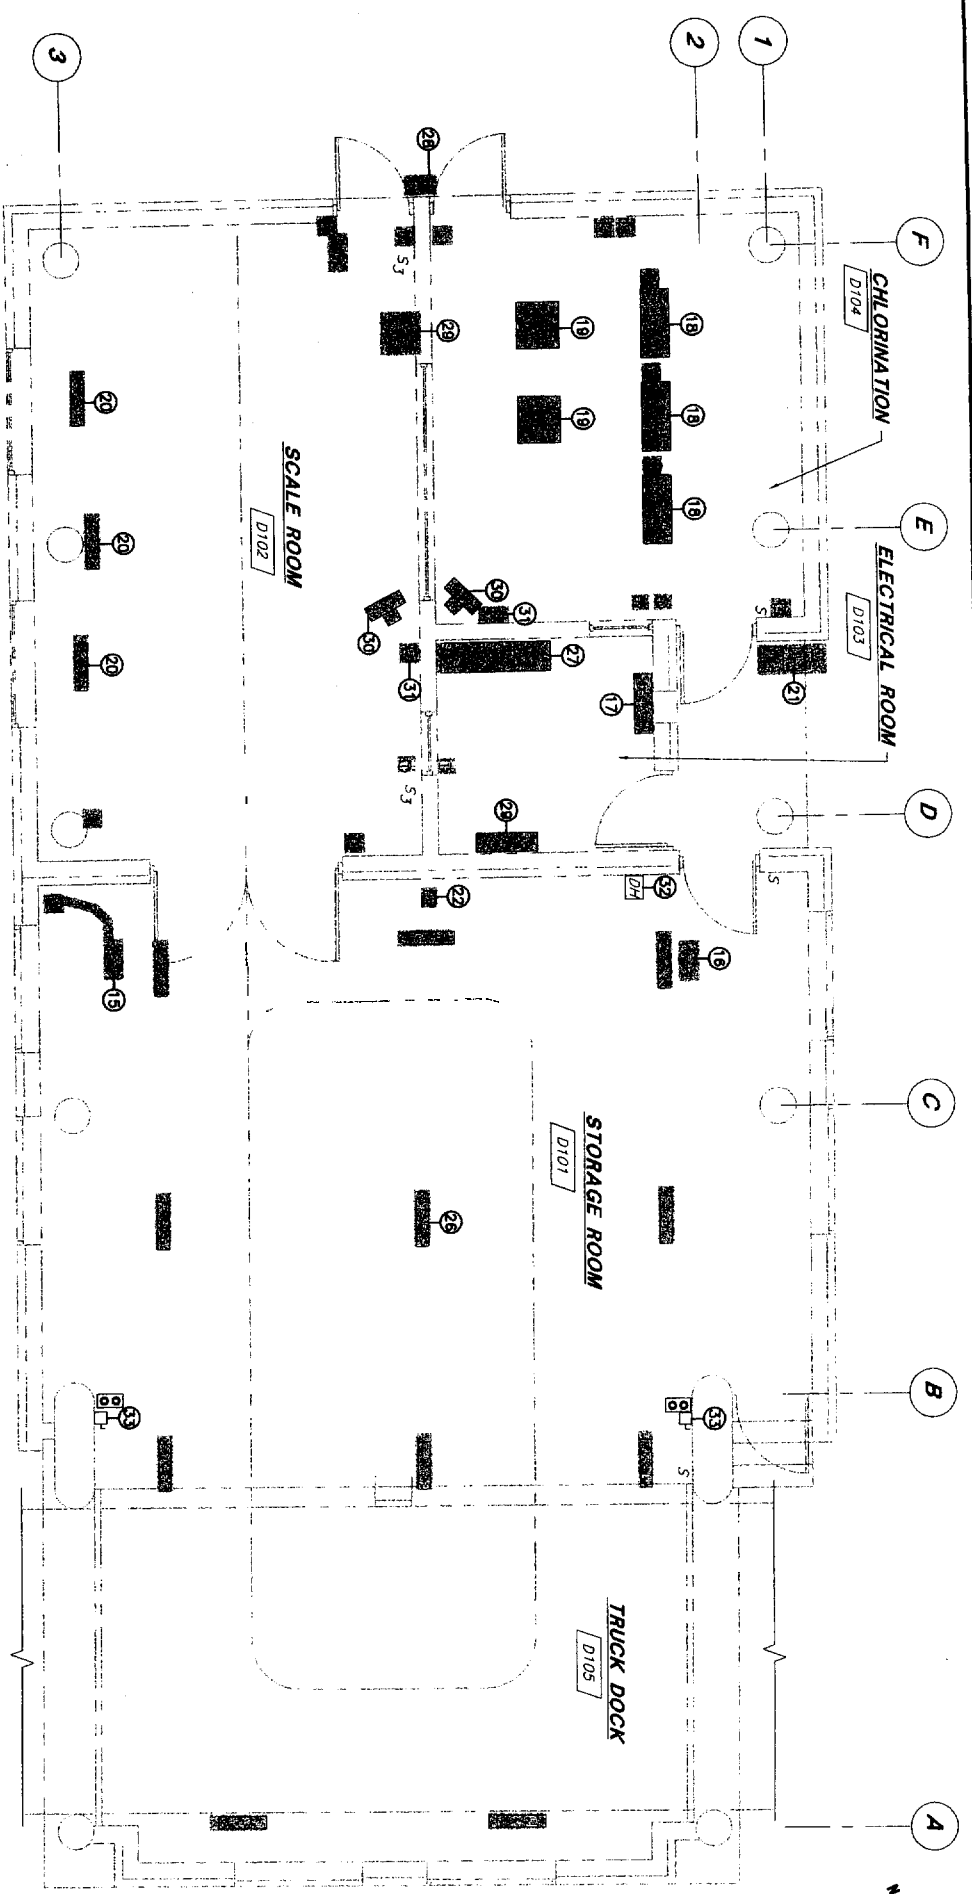 F
E
D
C
B
A
CHLORINATION
D104
ELECTRICAL ROOM
D103
1
2
3
21
S
S
16
33
S
18
18
18
32
DH
17
TRUCK DOCK
D105
STORAGE ROOM
D101
19
19
27
31
30
29
22
26
29
28
S3
S3
31
30
SCALE ROOM
D102
20
20
20
33
15